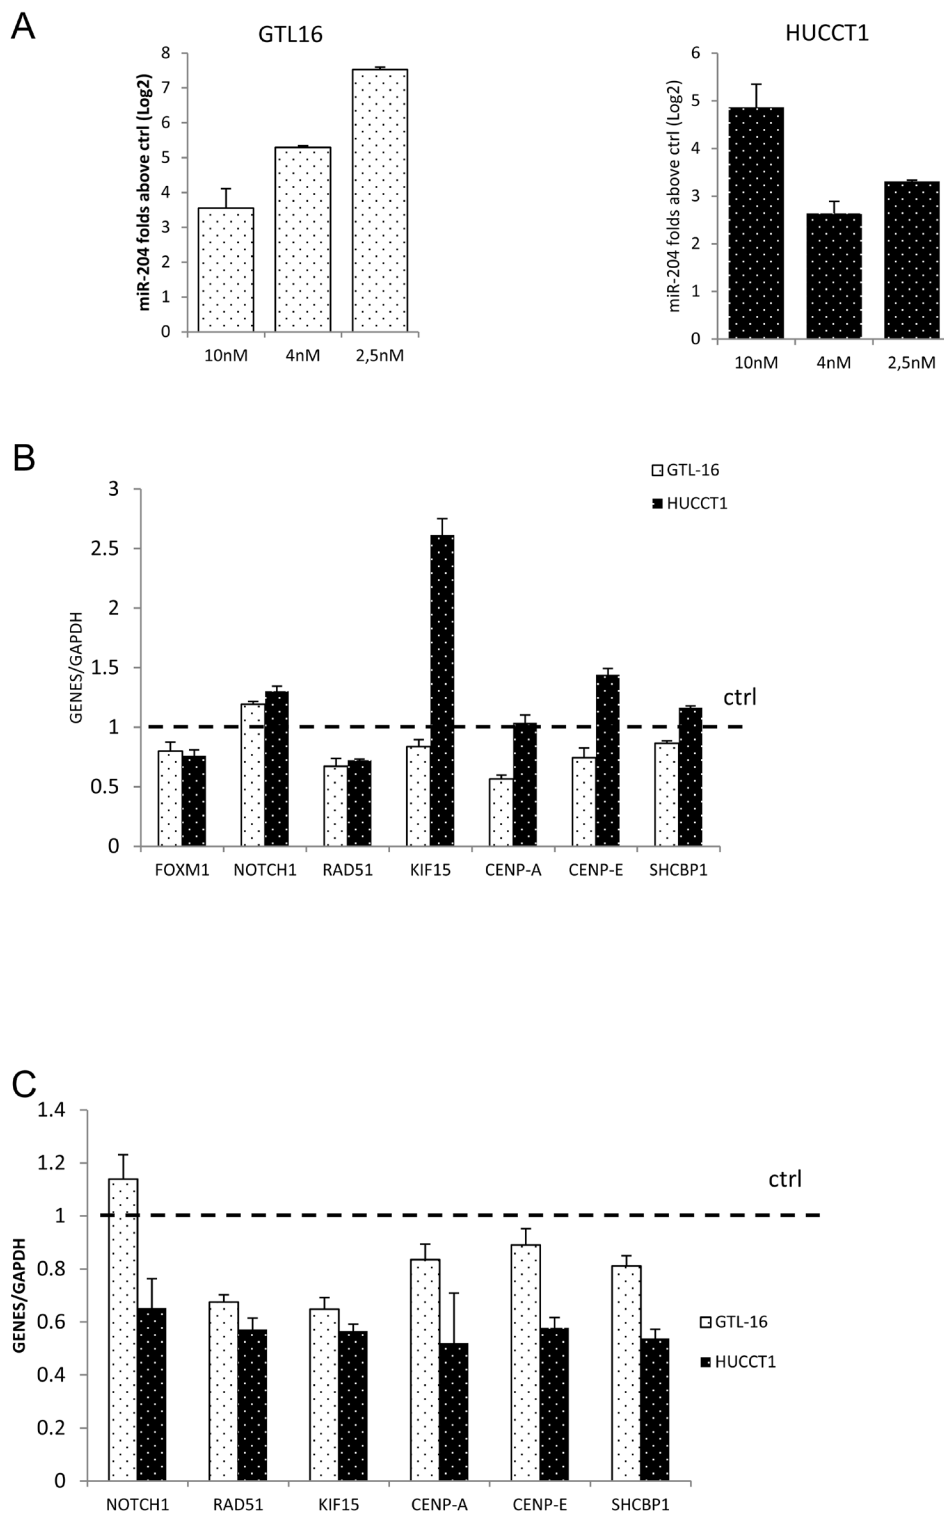 A
GTL16
miR-204 folds above ctrl (Log2)
8
7
6
5
4
3
2
1
0
10nM 4nM 2,5nM
HUCCT1
miR-204 folds above ctrl (Log2)
6
5
4
3
2
1
0
10nM 4nM 2,5nM
B
GTL-16
HUCCT1
GENES/GAPDH
3
2.5
2
1.5
1
0.5
0
ctrl
FOXM1 NOTCH1 RAD51 KIF15 CENP-A CENP-E SHCBP1
C
GENES/GAPDH
1.4
1.2
1
0.8
0.6
0.4
0.2
0
ctrl
GTL-16
HUCCT1
NOTCH1 RAD51 KIF15 CENP-A CENP-E SHCBP1